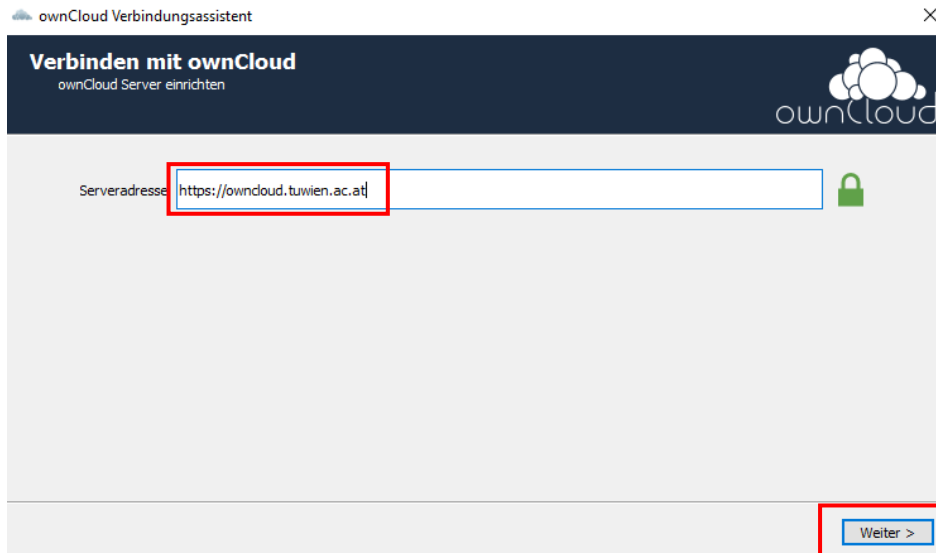 ownCloud Verbindungsassistent
Verbinden mit ownCloud
ownCloud Server einrichten
ownCloud
Serveradresse
https://owncloud.tuwien.ac.at
Weiter >